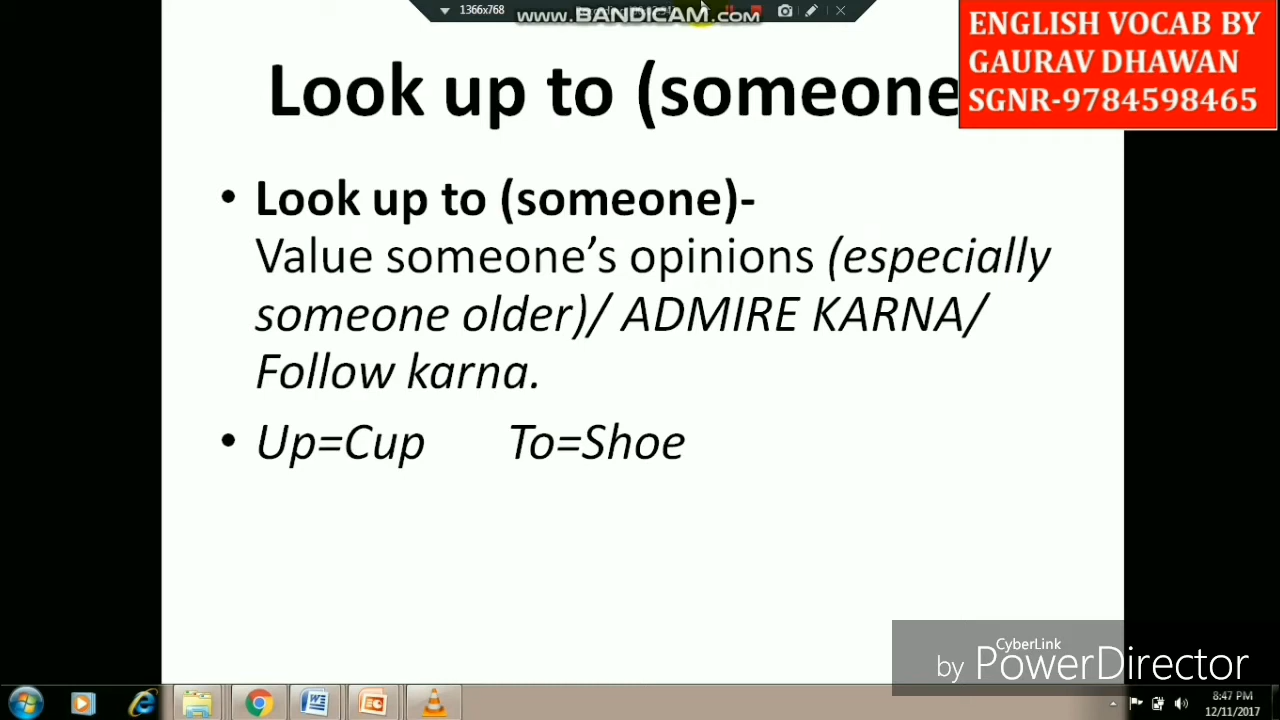 1366x768
www.BANDICAM.com
ENGLISH VOCAB BY
GAURAV DHAWAN
SGNR-9784598465
Look up to (someone
• Look up to (someone)-
Value someone’s opinions (especially
someone older)/ ADMIRE KARNA/
Follow karna.
• Up=Cup To=Shoe
CyberLink
by PowerDirector
8:47 PM
12/11/2017